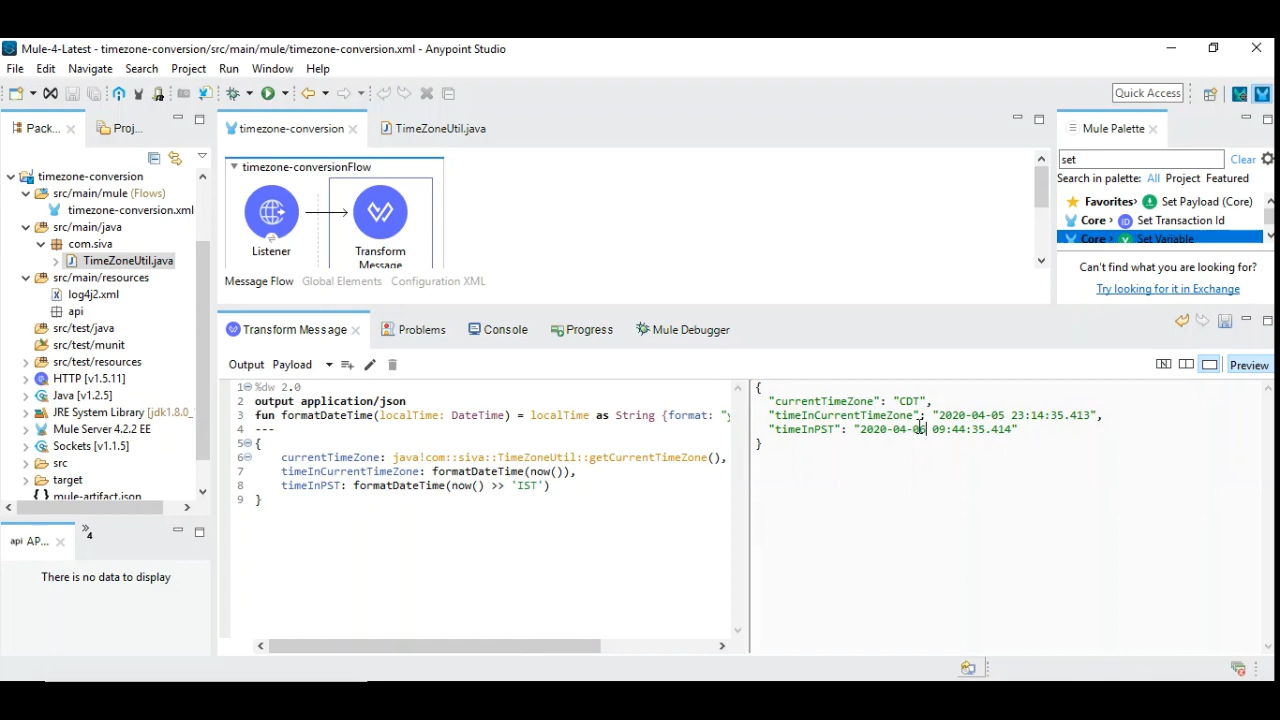 Mule-4-Latest - timezone-conversion/src/main/mule/timezone-conversion.xml - Anypoint Studio
File Edit Navigate Search Project Run Window Help
Quick Access
Pack...
Proj...
timezone-conversion
src/main/mule (Flows)
timezone-conversion.xml
src/main/java
com.siva
TimeZoneUtil.java
src/main/resources
log4j2.xml
api
src/test/java
src/test/munit
src/test/resources
HTTP [v1.5.11]
Java [v1.2.5]
JRE System Library [jdk1.8.0_
Mule Server 4.2.2 EE
Sockets [v1.1.5]
src
target
mule-artifact.json
api AP...
4
There is no data to display
timezone-conversion
TimeZoneUtil.java
timezone-conversionFlow
Listener
Transform
Message
Message Flow Global Elements Configuration XML
Mule Palette
set
Clear
Search in palette: All Project Featured
Favorites> Set Payload (Core)
Core > Set Transaction Id
Core > Set Variable
Can't find what you are looking for?
Try looking for it in Exchange
Transform Message
Problems
Console
Progress
Mule Debugger
Output Payload
Preview
1 %dw 2.0
2 output application/json
3 fun formatDateTime(localTime: DateTime) = localTime as String {format: "y
4 ---
5 {
6 currentTimeZone: java!com::siva::TimeZoneUtil::getCurrentTimeZone(),
7 timeInCurrentTimeZone: formatDateTime(now()),
8 timeInPST: formatDateTime(now() >> 'IST')
9 }
{
"currentTimeZone": "CDT",
"timeInCurrentTimeZone": "2020-04-05 23:14:35.413",
"timeInPST": "2020-04-06 09:44:35.414"
}